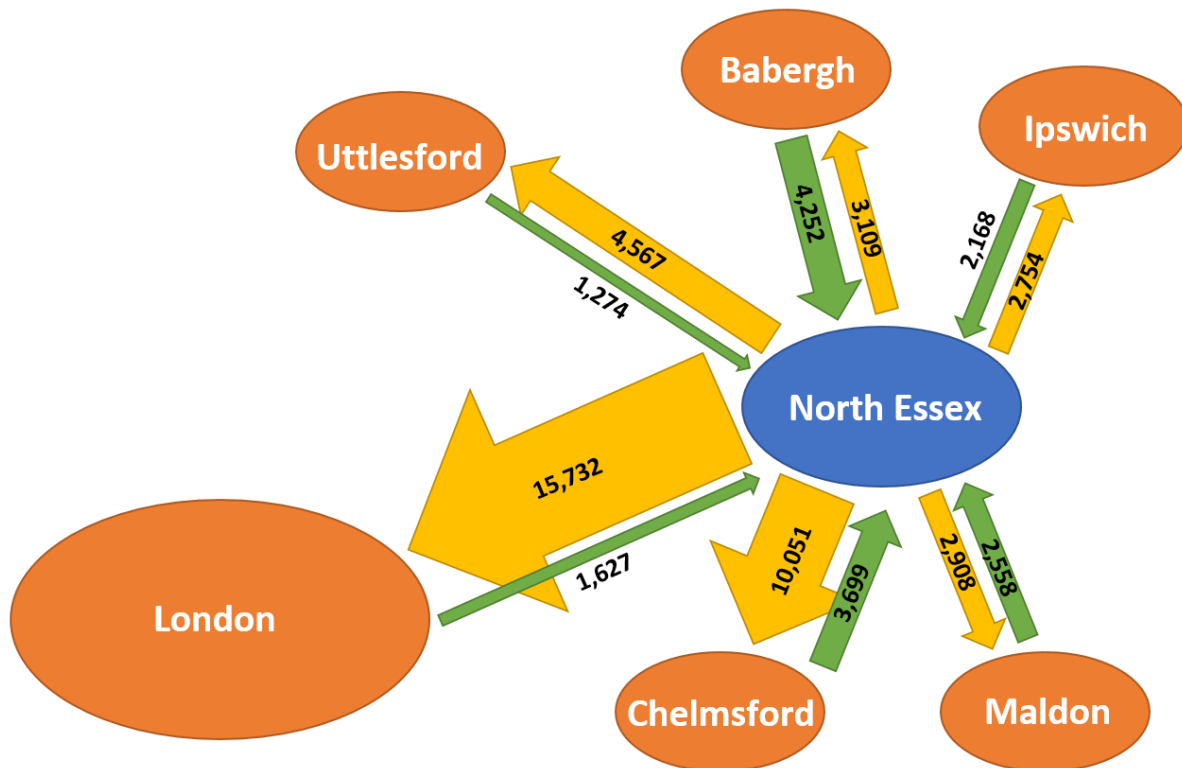 Babergh
Ipswich
Uttlesford
4,252
3,109
2,168
2,754
4,567
1,274
North Essex
15,732
1,627
10,051
3,699
2,908
2,558
London
Chelmsford
Maldon